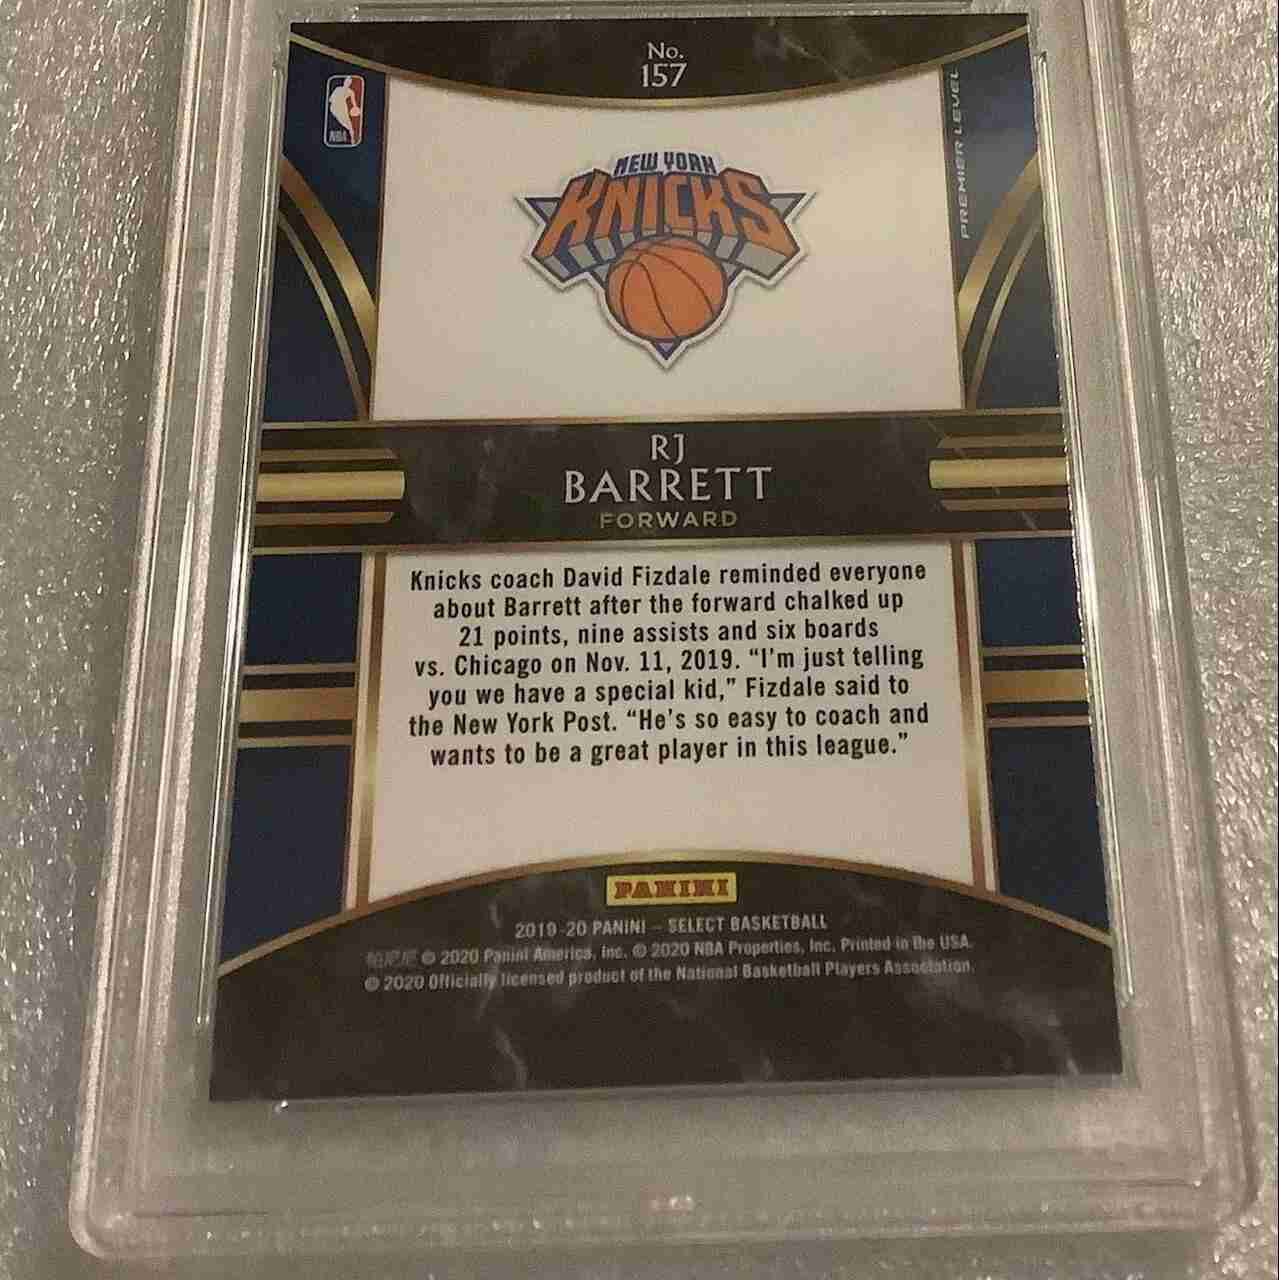 No.
157
NBA
PREMIER LEVEL
NEW YORK
KNICKS
RJ
BARRETT
FORWARD
Knicks coach David Fizdale reminded everyone
about Barrett after the forward chalked up
21 points, nine assists and six boards
vs. Chicago on Nov. 11, 2019. “I'm just telling
you we have a special kid,” Fizdale said to
the New York Post. “He's so easy to coach and
wants to be a great player in this league.”
PANINI
2019-20 PANINI – SELECT BASKETBALL
© 2020 Panini America, Inc. © 2020 NBA Properties, Inc. Printed in the USA.
© 2020 Officially licensed product of the National Basketball Players Association.